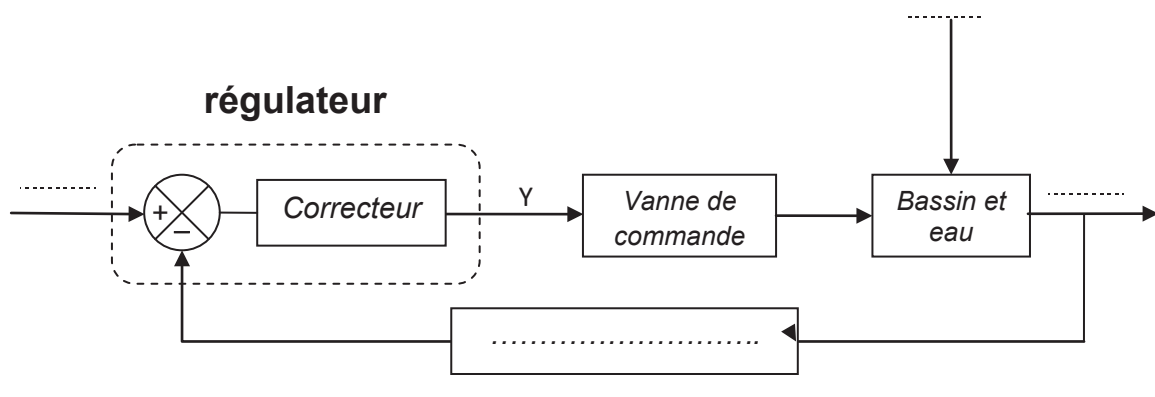 régulateur
+
−
Correcteur
Y
Vanne de
commande
Bassin et
eau